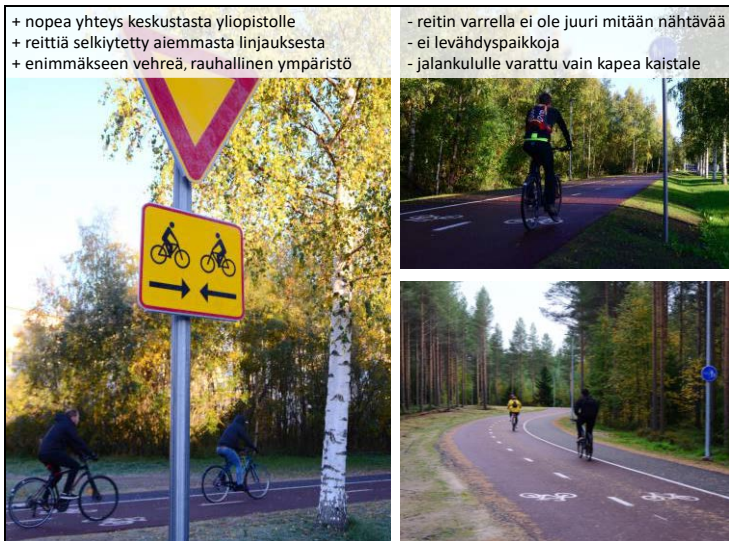 + nopea yhteys keskustasta yliopistolle
+ reittiä selkiytetty aiemmasta linjauksesta
+ enimmäkseen vehreä, rauhallinen ympäristö
- reitin varrella ei ole juuri mitään nähtävää
- ei levähdyspaikkoja
- jalankululle varattu vain kapea kaistale